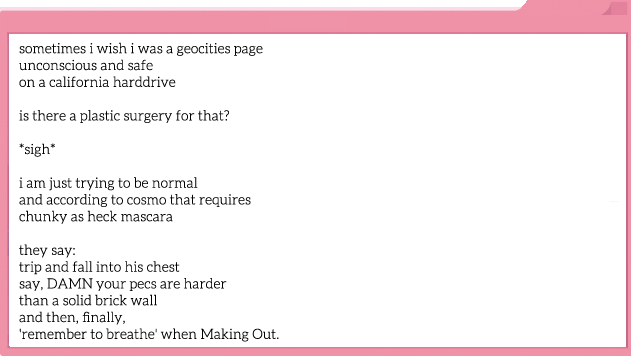 sometimes i wish i was a geocities page
unconscious and safe
on a california harddrive
is there a plastic surgery for that?
*sigh*
i am just trying to be normal
and according to cosmo that requires
chunky as heck mascara
they say:
trip and fall into his chest
say, DAMN your pecs are harder
than a solid brick wall
and then, finally,
'remember to breathe' when Making Out.